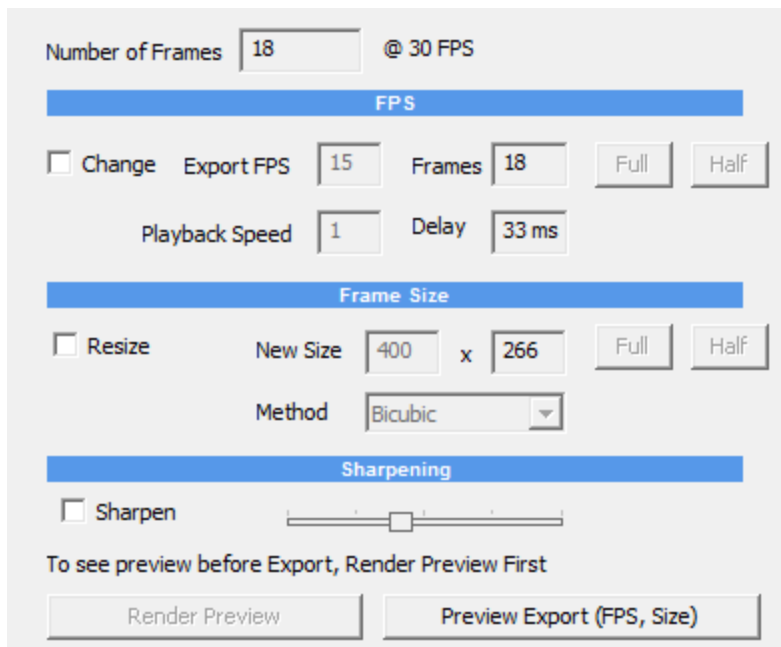 Number of Frames 18 @ 30 FPS
FPS
Change Export FPS 15 Frames 18 Full Half
Playback Speed 1 Delay 33 ms
Frame Size
Resize New Size 400 x 266 Full Half
Method Bicubic
Sharpening
Sharpen
To see preview before Export, Render Preview First
Render Preview Preview Export (FPS, Size)